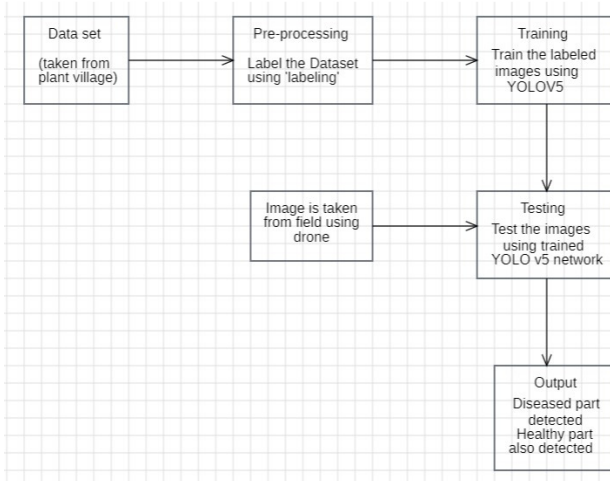 Data set
(taken from
plant village)
Pre-processing
Label the Dataset
using 'labeling'
Training
Train the labeled
images using
YOLOV5
Image is taken
from field using
drone
Testing
Test the images
using trained
YOLO v5 network
Output
Diseased part
detected
Healthy part
also detected